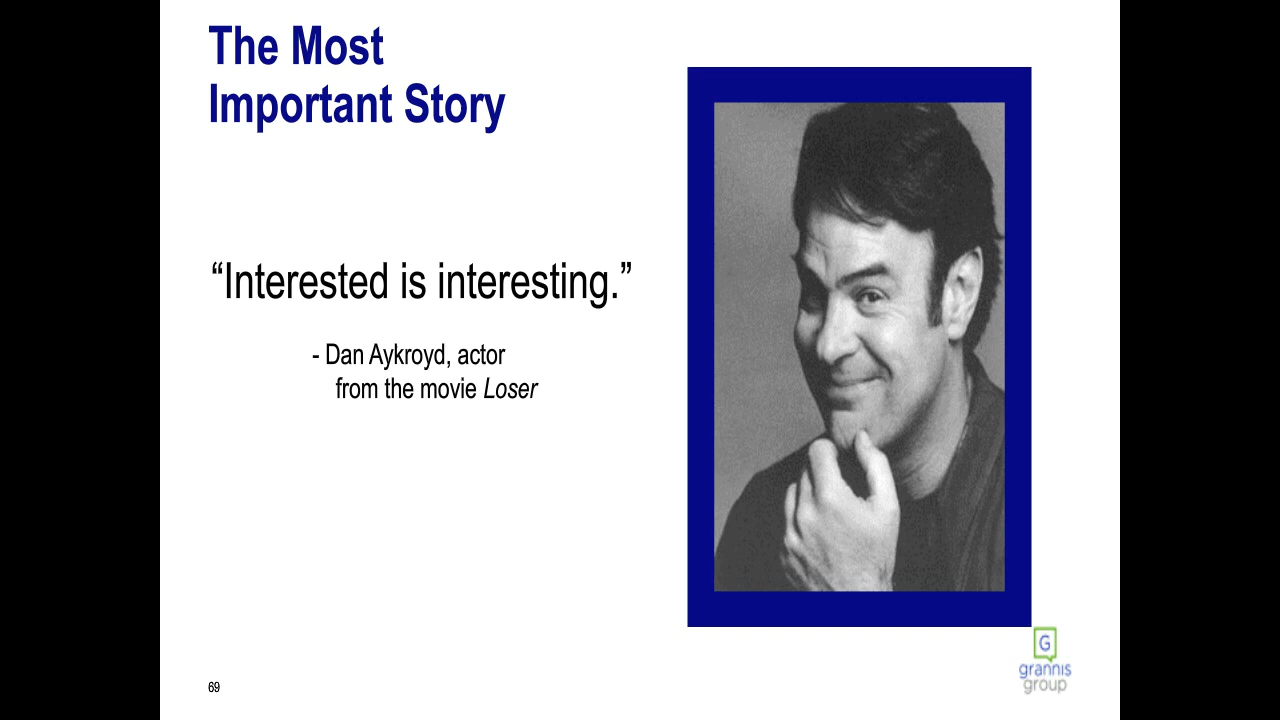 The Most
Important Story
“Interested is interesting.”
- Dan Aykroyd, actor
from the movie Loser
69
G
grannis
group